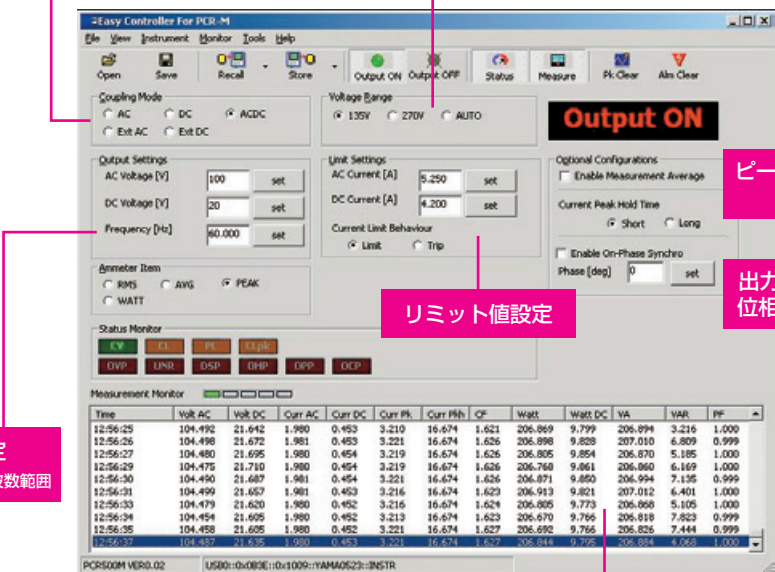 Easy Controller For PCR-M
File View Instrument Monitor Tools Help
Open Save Recall Store Output ON Output OFF Status Measure Pk Clear Alm Clear
Coupling Mode
AC DC ACDC
Ext AC Ext DC
Voltage Range
135V 270V AUTO
Output ON
Output Settings
AC Voltage [V] 100 set
DC Voltage [V] 20 set
Frequency [Hz] 60.000 set
Limit Settings
AC Current [A] 5.250 set
DC Current [A] 4.200 set
Current Limit Behaviour
Limit Trip
Optional Configurations
Enable Measurement Average
Current Peak Hold Time
Short Long
Enable On-Phase Synchro
Phase [deg] 0 set
ピー
出力
位相
リミット値設定
Ammeter Item
RMS AVG PEAK
WATT
Status Monitor
CV CL PL CLpk
OVP UNR DSP OHP OPP OCP
Measurement Monitor
Time Volt AC Volt DC Curr AC Curr DC Curr Pk Curr Pkh CF Watt Watt DC VA VAR PF
12:56:25 104.492 21.642 1.980 0.453 3.210 16.674 1.621 206.869 9.799 206.894 3.216 1.000
12:56:26 104.498 21.672 1.981 0.453 3.221 16.674 1.626 206.898 9.828 207.010 6.809 0.999
12:56:27 104.480 21.695 1.980 0.454 3.219 16.674 1.626 206.805 9.854 206.870 5.185 1.000
12:56:29 104.475 21.710 1.980 0.454 3.219 16.674 1.626 206.768 9.861 206.860 6.169 1.000
12:56:30 104.490 21.687 1.981 0.454 3.221 16.674 1.626 206.871 9.850 206.994 7.135 0.999
12:56:31 104.499 21.657 1.981 0.453 3.216 16.674 1.623 206.913 9.821 207.012 6.401 1.000
12:56:33 104.479 21.620 1.980 0.452 3.216 16.674 1.624 206.805 9.773 206.868 5.105 1.000
12:56:34 104.454 21.605 1.980 0.452 3.213 16.674 1.623 206.670 9.766 206.818 7.823 0.999
12:56:35 104.458 21.605 1.980 0.452 3.221 16.674 1.627 206.692 9.766 206.826 7.444 0.999
12:56:37 104.487 21.635 1.980 0.453 3.221 16.674 1.627 206.844 9.795 206.884 4.068 1.000
定
数範囲
PCR500M VER0.02 USB0::0x0B3E::0x1009::YAMA0523::INSTR